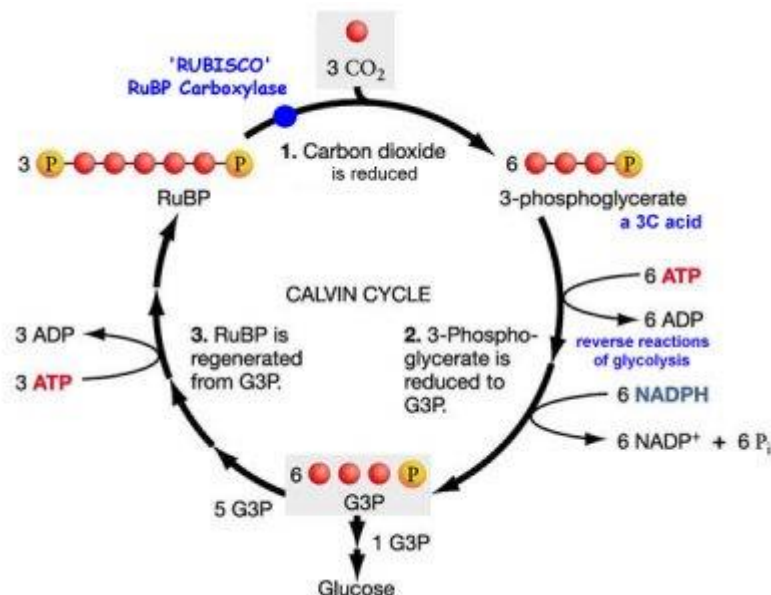 'RUBISCO'
RuBP Carboxylase
3 CO₂
3 P P
RuBP
1. Carbon dioxide
is reduced
6 P
3-phosphoglycerate
a 3C acid
6 ATP
6 ADP
reverse reactions
of glycolysis
6 NADPH
6 NADP⁺ + 6 Pᵢ
CALVIN CYCLE
2. 3-Phospho-
glycerate is
reduced to
G3P.
3. RuBP is
regenerated
from G3P.
3 ADP
3 ATP
6 P
G3P
5 G3P
1 G3P
Glucose